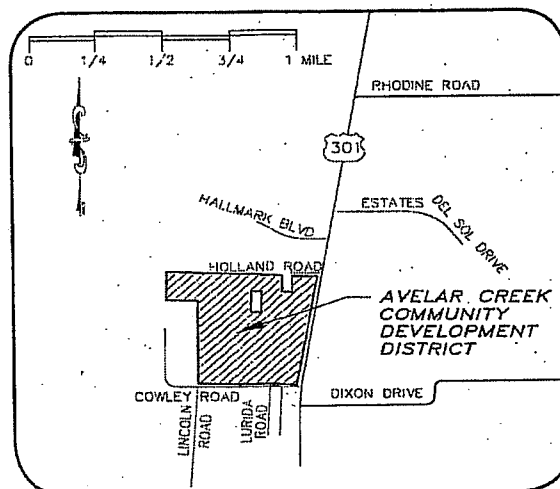 0 1/4 1/2 3/4 1 MILE
RHODINE ROAD
301
HALLMARK BLVD
ESTATES DEL SOL DRIVE
HOLLAND ROAD
AVELAR CREEK
COMMUNITY
DEVELOPMENT
DISTRICT
COWLEY ROAD
DIXON DRIVE
LINCOLN
ROAD
LURIDA
ROAD